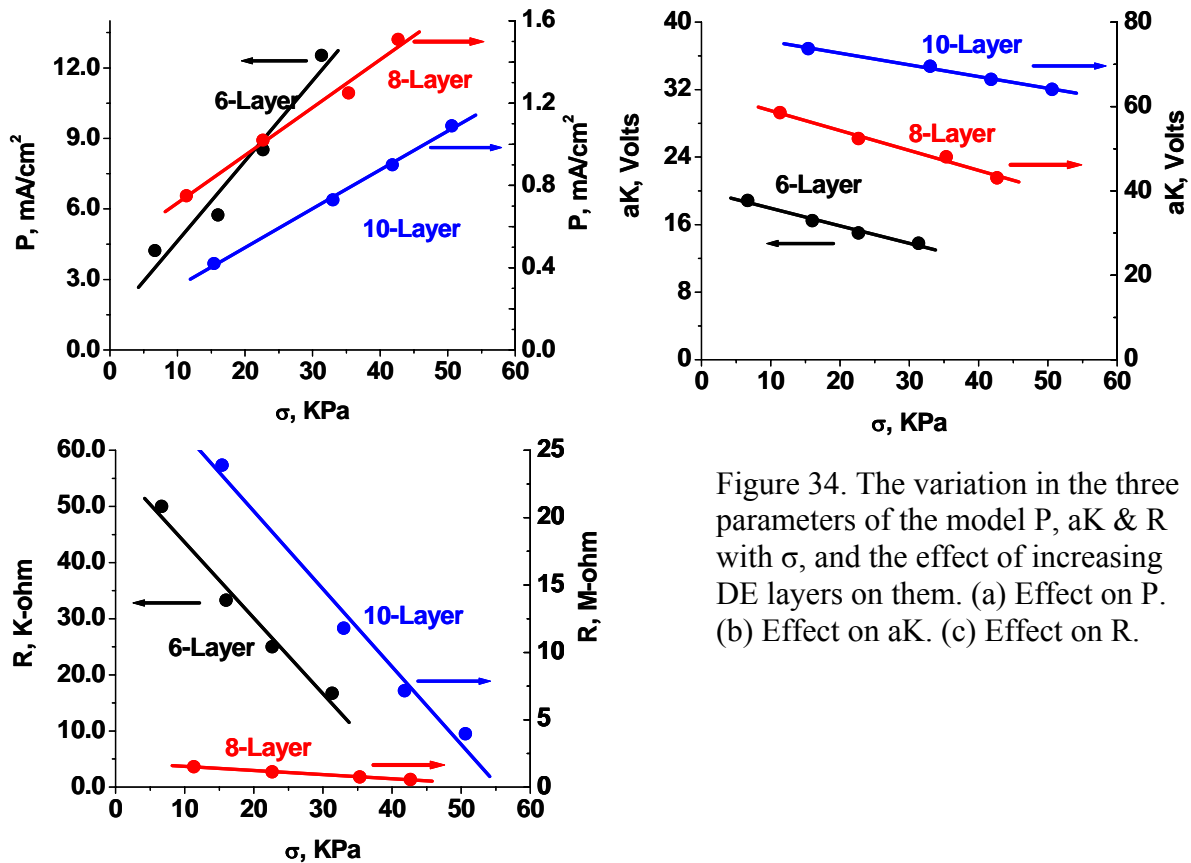 12.0
9.0
6.0
3.0
0.0
P, mA/cm²
1.6
1.2
0.8
0.4
0.0
P, mA/cm²
6-Layer
8-Layer
10-Layer
0 10 20 30 40 50 60
σ, KPa
40
32
24
16
8
0
aK, Volts
80
60
40
20
0
aK, Volts
10-Layer
8-Layer
6-Layer
0 10 20 30 40 50 60
σ, KPa
60.0
50.0
40.0
30.0
20.0
10.0
0.0
R, K-ohm
25
20
15
10
5
0
R, M-ohm
10-Layer
6-Layer
8-Layer
0 10 20 30 40 50 60
σ, KPa
Figure 34. The variation in the three
parameters of the model P, aK & R
with σ, and the effect of increasing
DE layers on them. (a) Effect on P.
(b) Effect on aK. (c) Effect on R.